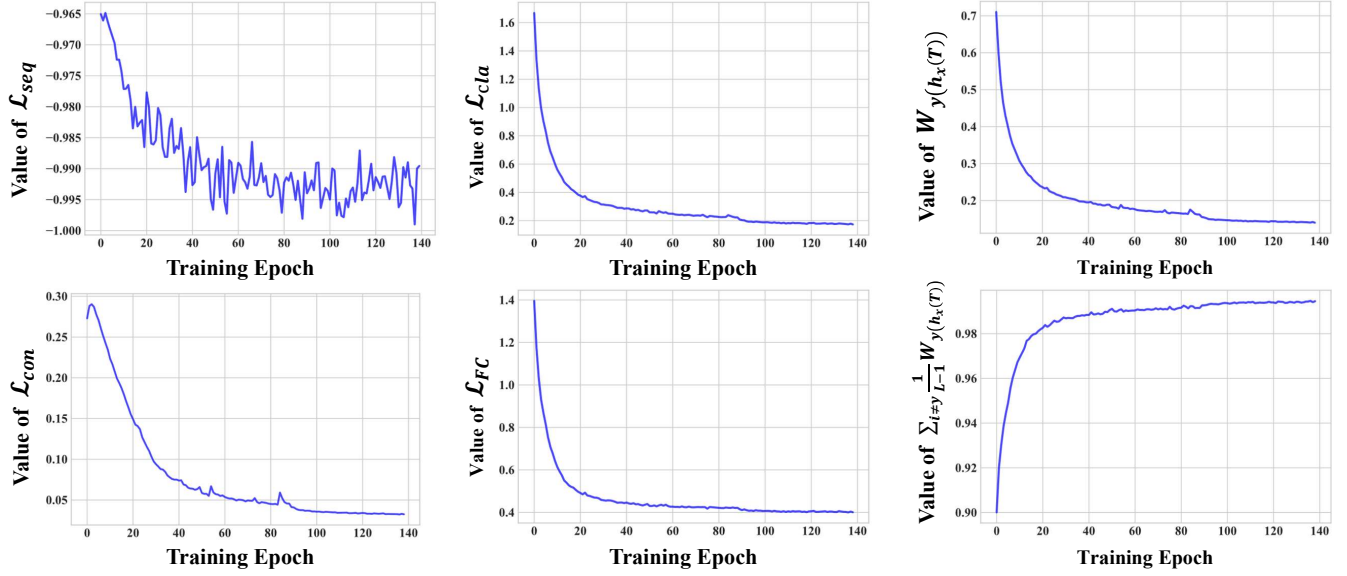 Value of ℒseq
−0.965
−0.970
−0.975
−0.980
−0.985
−0.990
−0.995
−1.000
0 20 40 60 80 100 120 140
Training Epoch
Value of ℒcla
1.6
1.4
1.2
1.0
0.8
0.6
0.4
0.2
0 20 40 60 80 100 120 140
Training Epoch
Value of W_y(h_x(T))
0.7
0.6
0.5
0.4
0.3
0.2
0 20 40 60 80 100 120 140
Training Epoch
Value of ℒcon
0.30
0.25
0.20
0.15
0.10
0.05
0 20 40 60 80 100 120 140
Training Epoch
Value of ℒFC
1.4
1.2
1.0
0.8
0.6
0.4
0 20 40 60 80 100 120 140
Training Epoch
Value of Σ_{i≠y} 1/(L−1) W_y(h_x(T))
0.98
0.96
0.94
0.92
0.90
0 20 40 60 80 100 120 140
Training Epoch